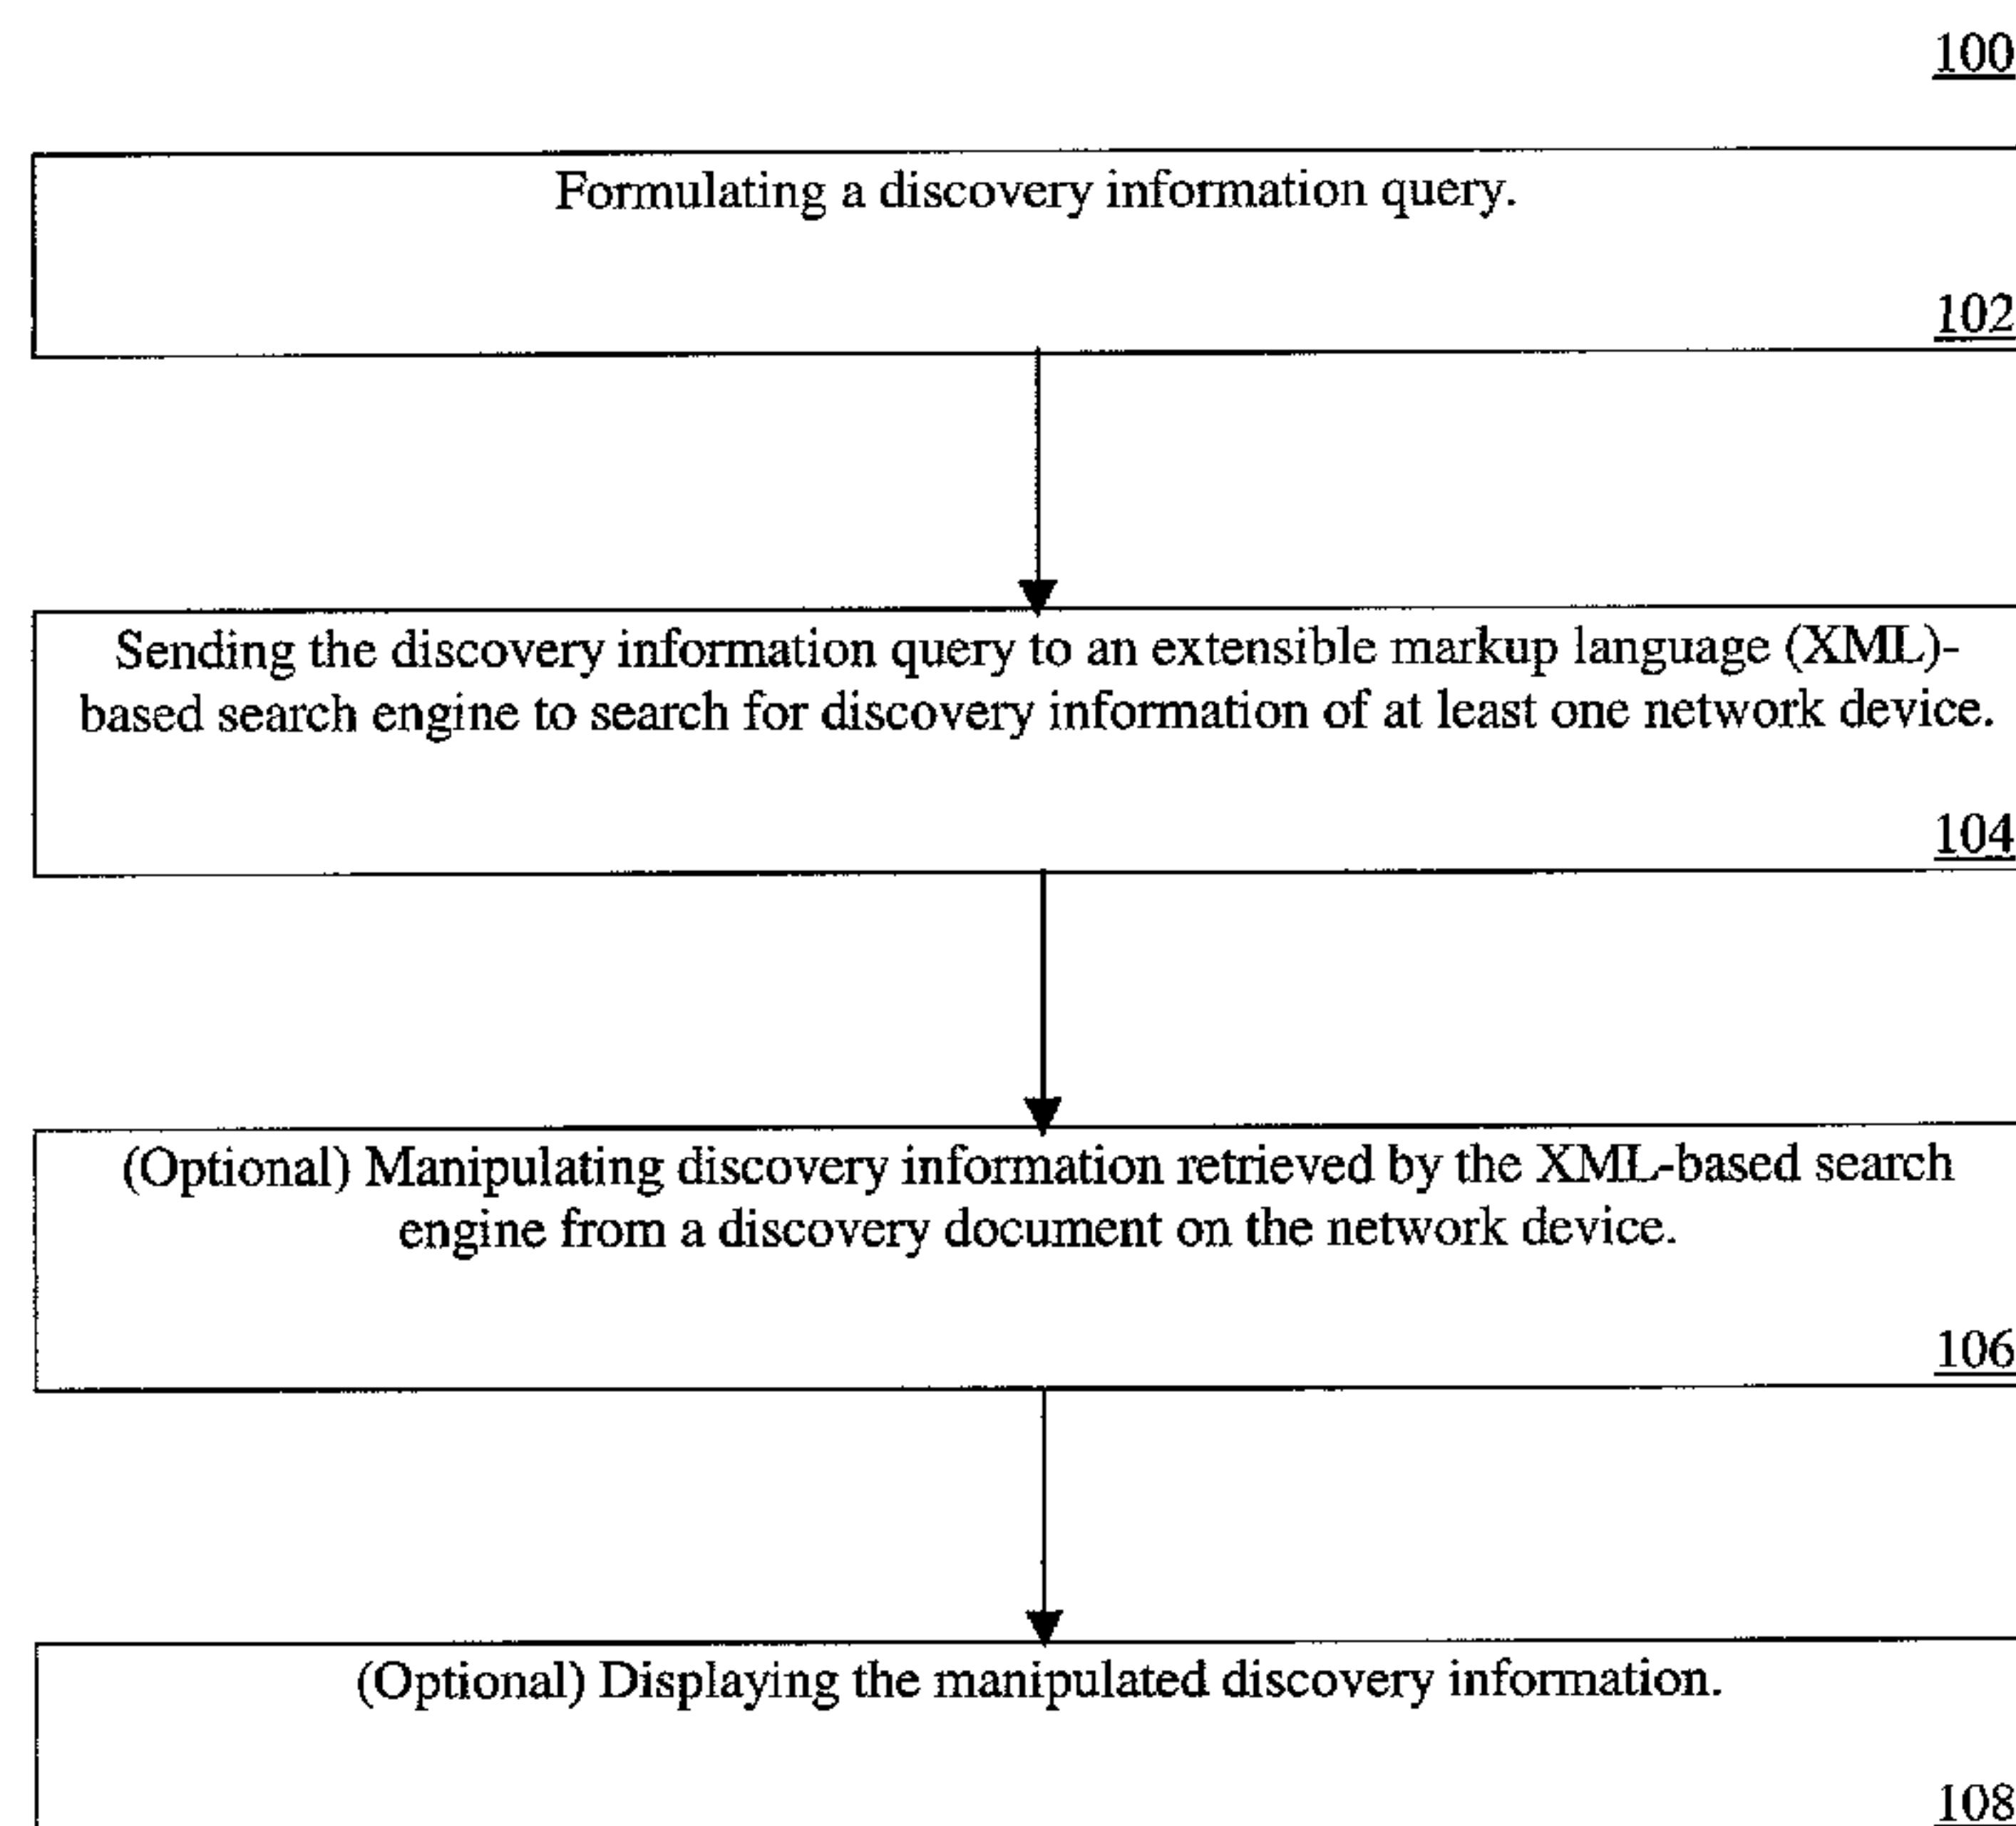 100
Formulating a discovery information query.
102
Sending the discovery information query to an extensible markup language (XML)-
based search engine to search for discovery information of at least one network device.
104
(Optional) Manipulating discovery information retrieved by the XML-based search
engine from a discovery document on the network device.
106
(Optional) Displaying the manipulated discovery information.
108